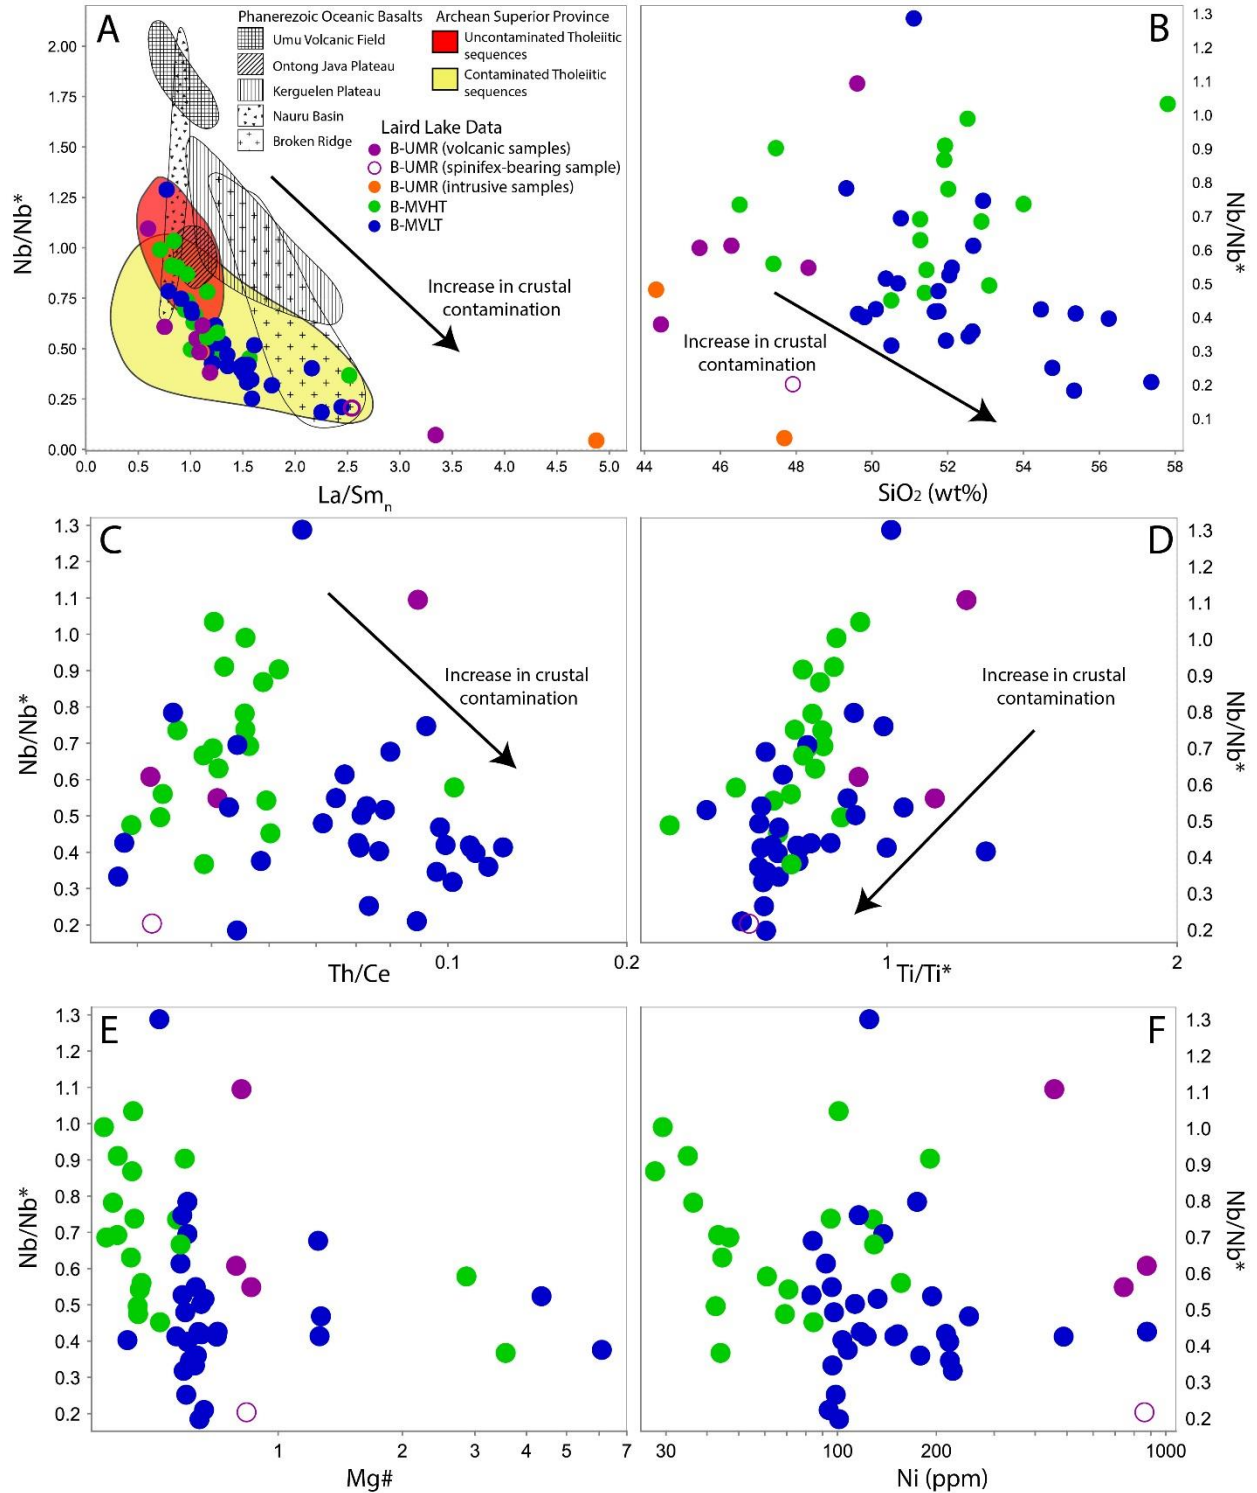 A
Phanerezoic Oceanic Basalts
Umu Volcanic Field
Ontong Java Plateau
Kerguelen Plateau
Nauru Basin
Broken Ridge
Archean Superior Province
Uncontaminated Tholeiitic
sequences
Contaminated Tholeiitic
sequences
Laird Lake Data
B-UMR (volcanic samples)
B-UMR (spinifex-bearing sample)
B-UMR (intrusive samples)
B-MVHT
B-MVLT
Increase in crustal
contamination
Nb/Nb*
2.00
1.75
1.50
1.25
1.00
0.75
0.50
0.25
0.00
0.0 0.5 1.0 1.5 2.0 2.5 3.0 3.5 4.0 4.5 5.0
La/Smn
B
Increase in crustal
contamination
1.3
1.2
1.1
1.0
0.9
0.8
0.7
0.6
0.5
0.4
0.3
0.2
0.1
Nb/Nb*
44 46 48 50 52 54 56 58
SiO2 (wt%)
C
Increase in crustal
contamination
Nb/Nb*
1.3
1.2
1.1
1.0
0.9
0.8
0.7
0.6
0.5
0.4
0.3
0.2
0.1 0.2
Th/Ce
D
Increase in crustal
contamination
1.3
1.2
1.1
1.0
0.9
0.8
0.7
0.6
0.5
0.4
0.3
0.2
Nb/Nb*
1 2
Ti/Ti*
E
Nb/Nb*
1.3
1.2
1.1
1.0
0.9
0.8
0.7
0.6
0.5
0.4
0.3
0.2
1 2 3 4 5 6 7
Mg#
F
1.3
1.2
1.1
1.0
0.9
0.8
0.7
0.6
0.5
0.4
0.3
0.2
Nb/Nb*
30 100 200 1000
Ni (ppm)